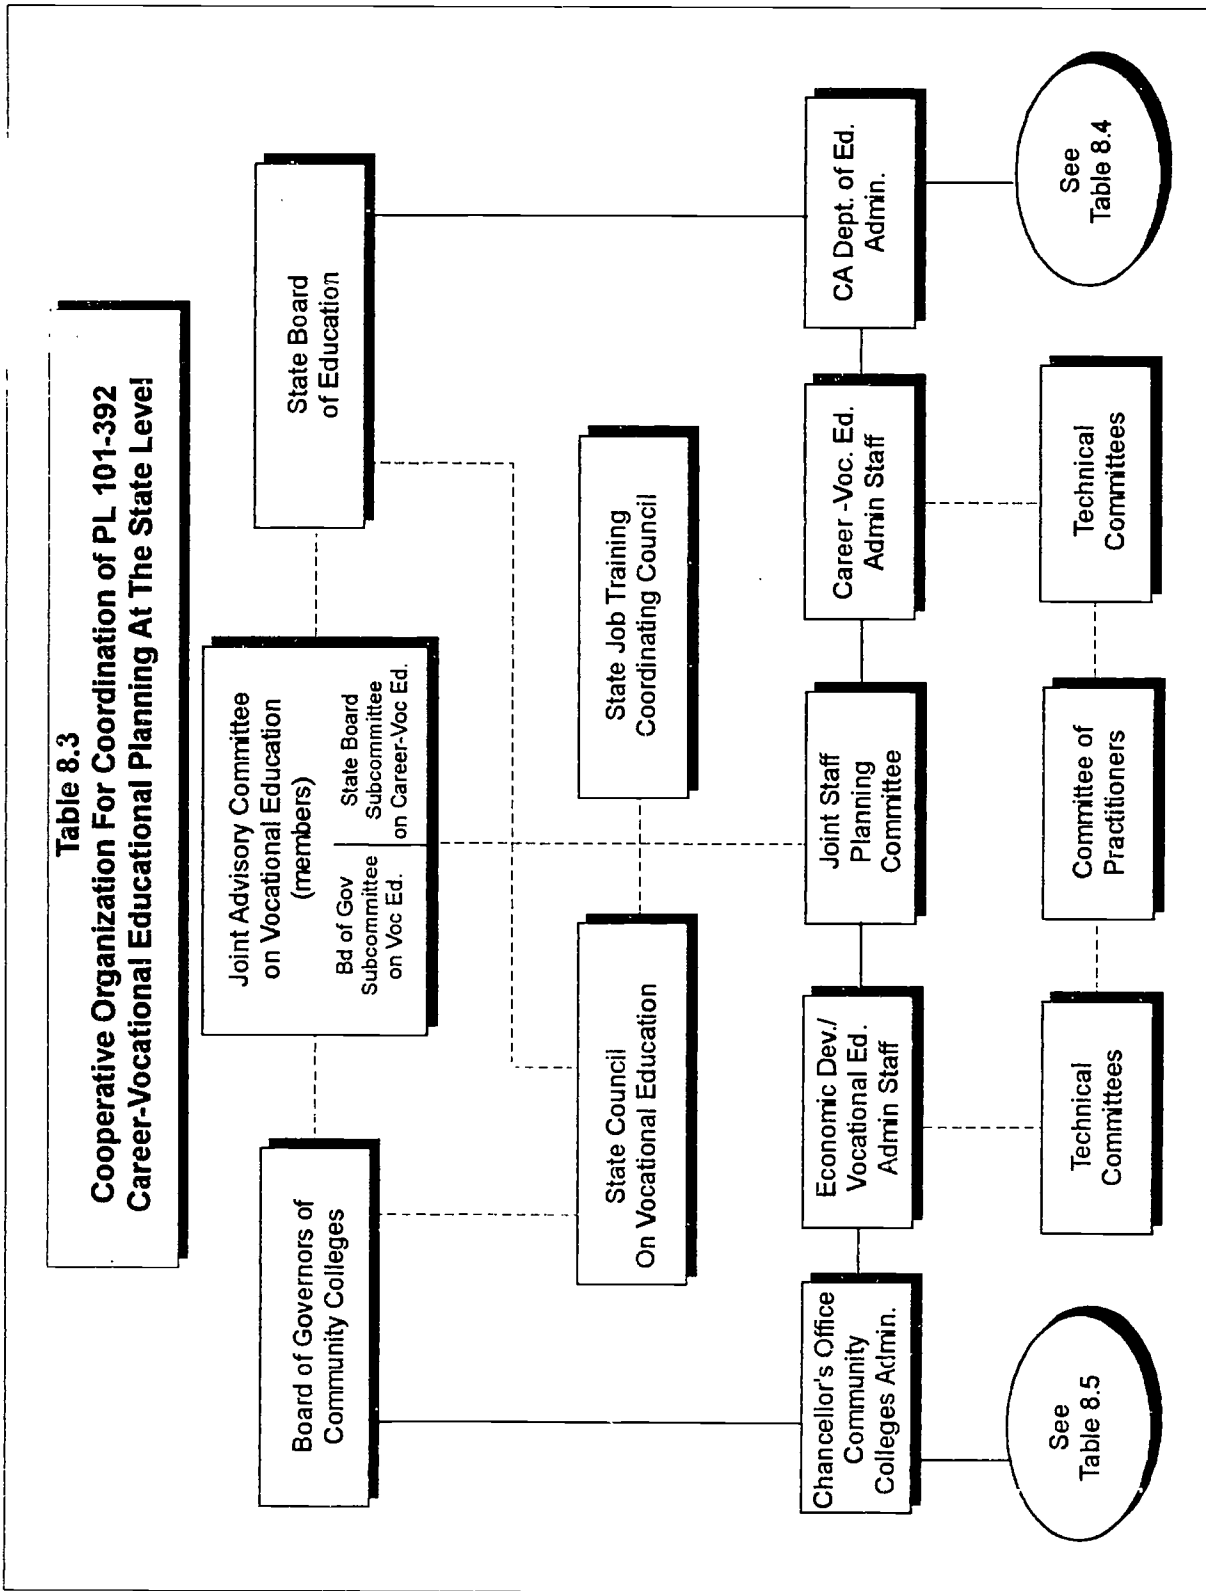 Table 8.3
Cooperative Organization For Coordination of PL 101-392
Career-Vocational Educational Planning At The State Level
Board of Governors of
Community Colleges
Joint Advisory Committee
on Vocational Education
(members)
Bd of Gov
Subcommittee
on Voc Ed.
State Board
Subcommittee
on Career-Voc Ed.
State Board
of Education
State Council
On Vocational Education
State Job Training
Coordinating Council
Chancellor's Office
Community
Colleges Admin.
Economic Dev./
Vocational Ed.
Admin Staff
Joint Staff
Planning
Committee
Career -Voc. Ed.
Admin Staff
CA Dept. of Ed.
Admin.
See
Table 8.5
Technical
Committees
Committee of
Practitioners
Technical
Committees
See
Table 8.4